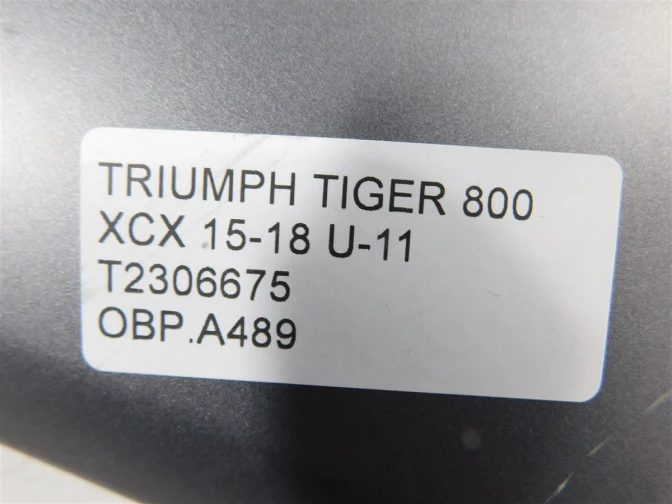 TRIUMPH TIGER 800
XCX 15-18 U-11
T2306675
OBP.A489